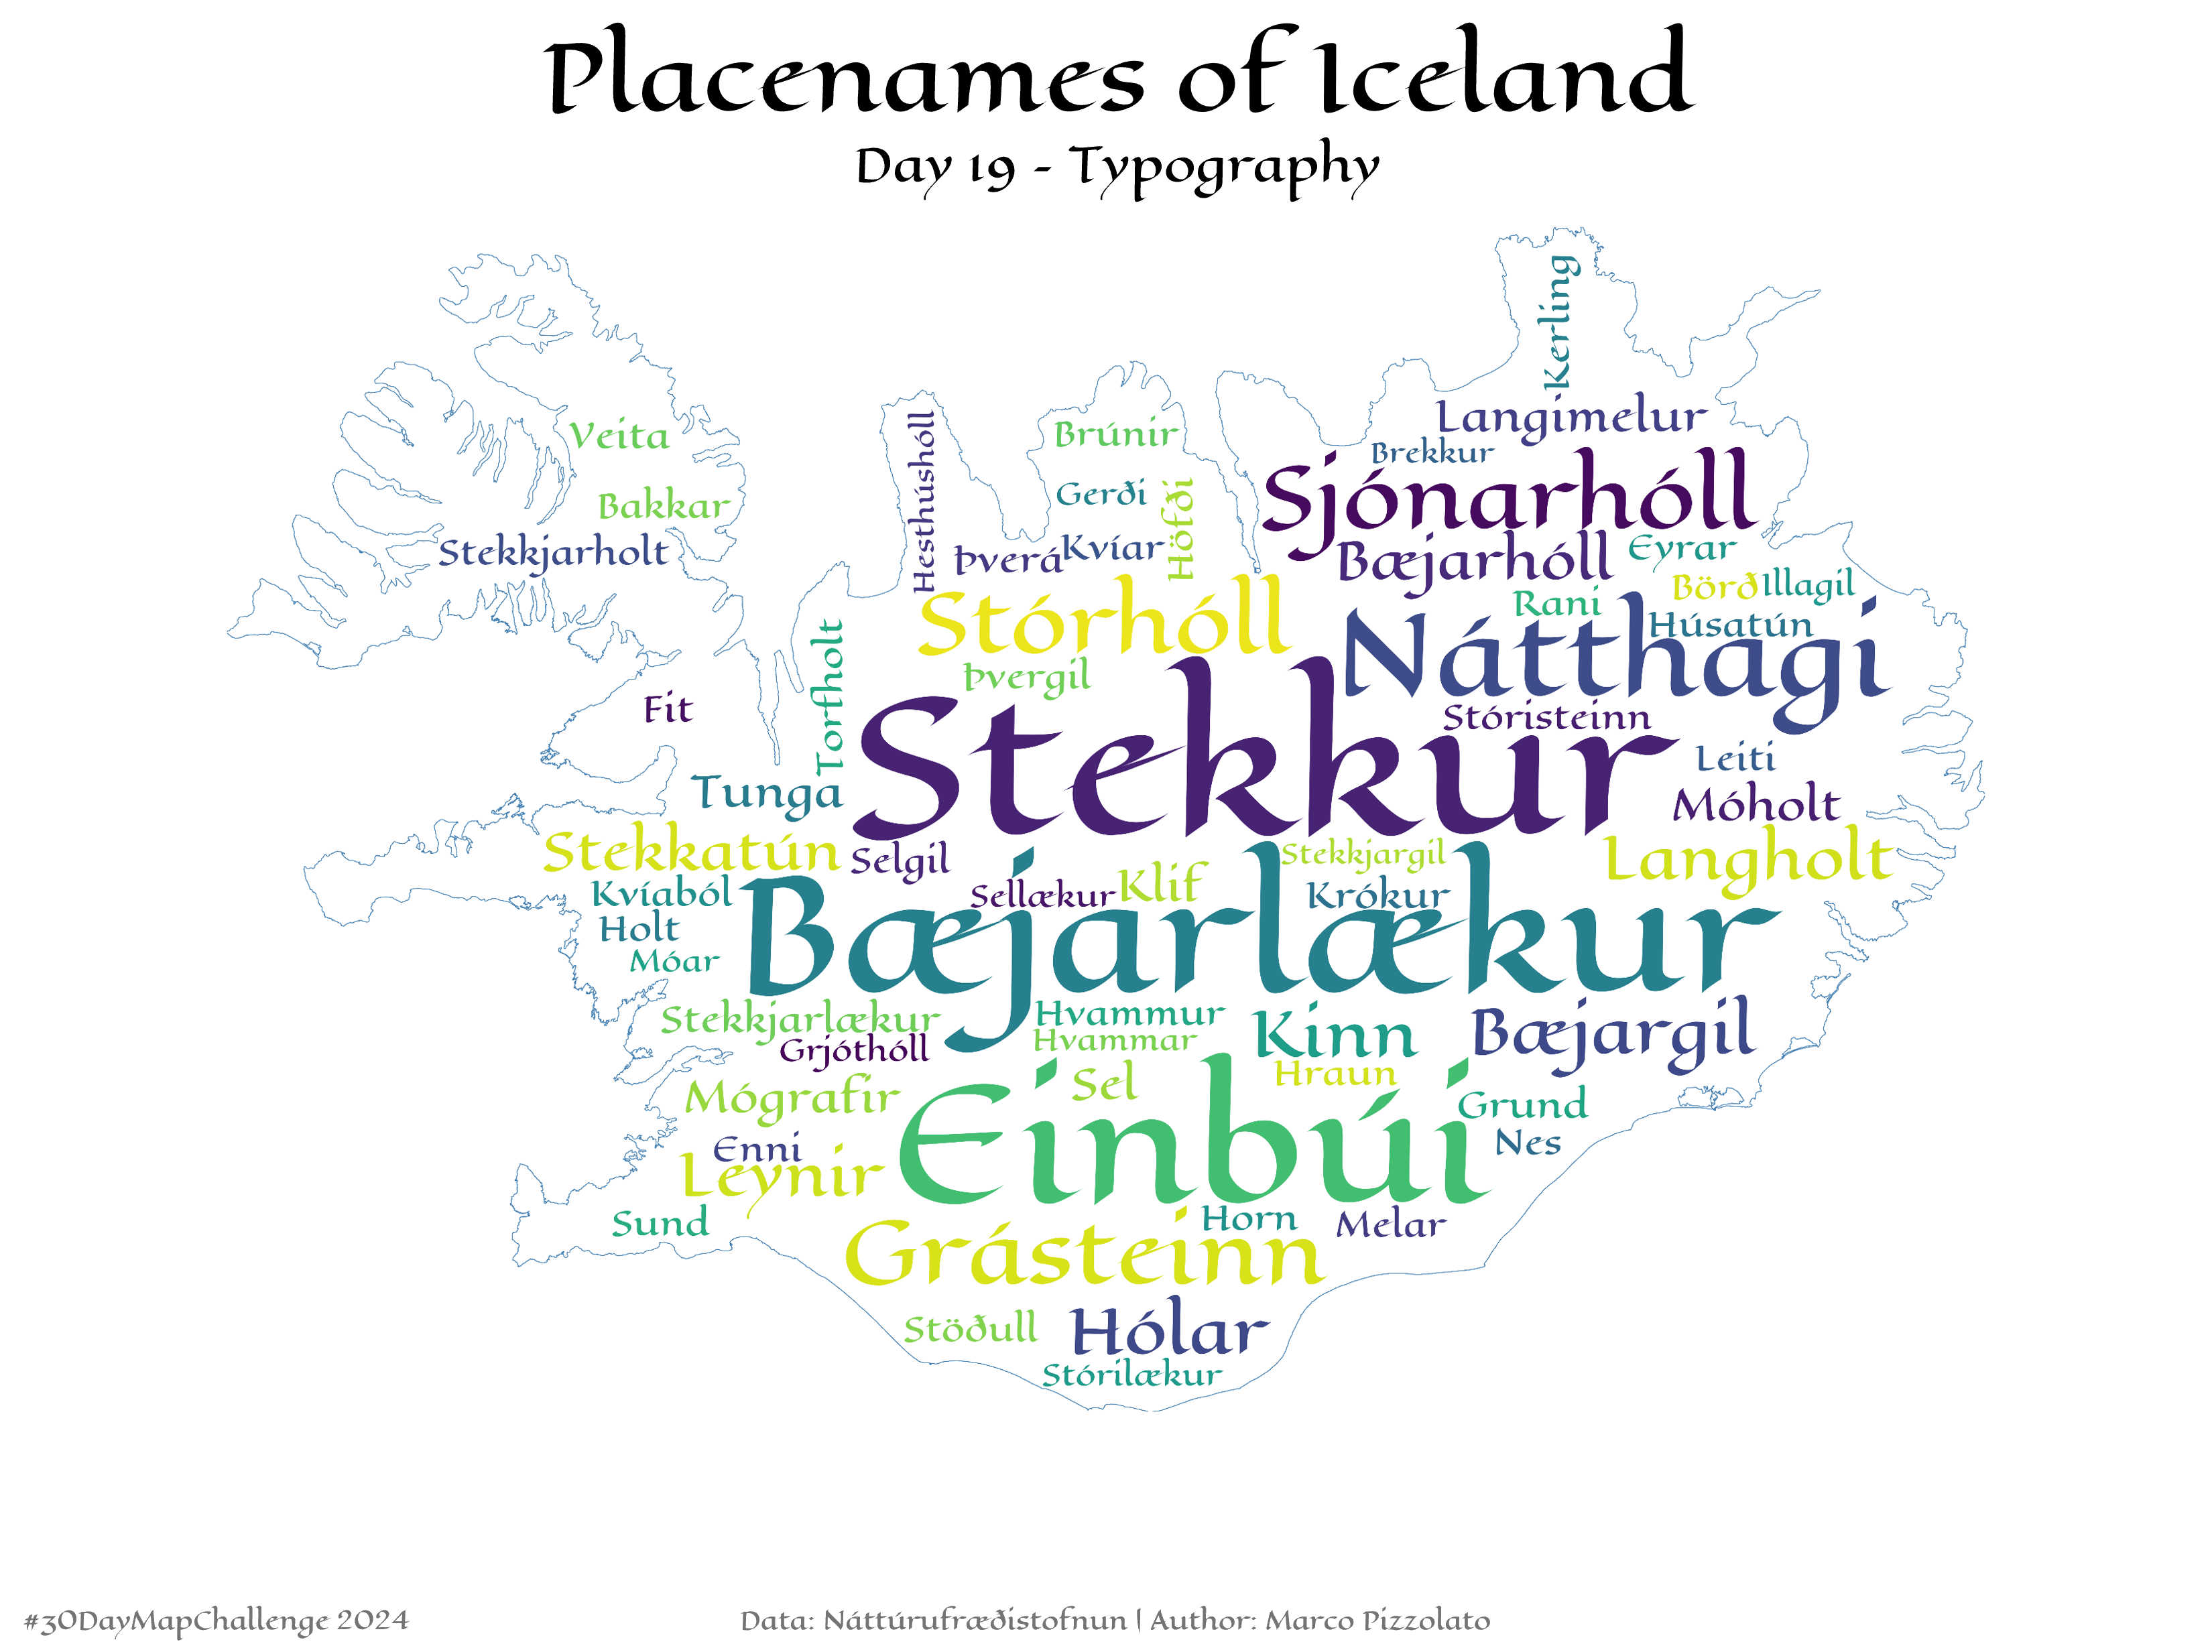 Placenames of Iceland
Day 19 - Typography
Kerling
Langimelur
Hesthúshóll
Veita
Brúnir
Brekkur
Sjónarhóll
Bakkar
Gerði
Höfði
Stekkjarholt
Þverá
Kvíar
Bæjarhóll
Eyrar
Börð
Illagil
Stórhóll
Rani
Húsatún
Nátthagi
Torfholt
Þvergil
Fit
Stóristeinn
Stekkur
Leiti
Tunga
Móholt
Stekkatún
Selgil
Stekkjargil
Langholt
Kvíaból
Sellækur
Klif
Krókur
Holt
Bæjarlækur
Móar
Stekkjarlækur
Hvammur
Kinn
Bæjargil
Grjóthóll
Hvammar
Mógrafir
Sel
Hraun
Grund
Enni
Einbúi
Nes
Leynir
Sund
Horn
Melar
Grásteinn
Stöðull
Hólar
Stórilækur
#30DayMapChallenge 2024
Data: Náttúrufræðistofnun | Author: Marco Pizzolato